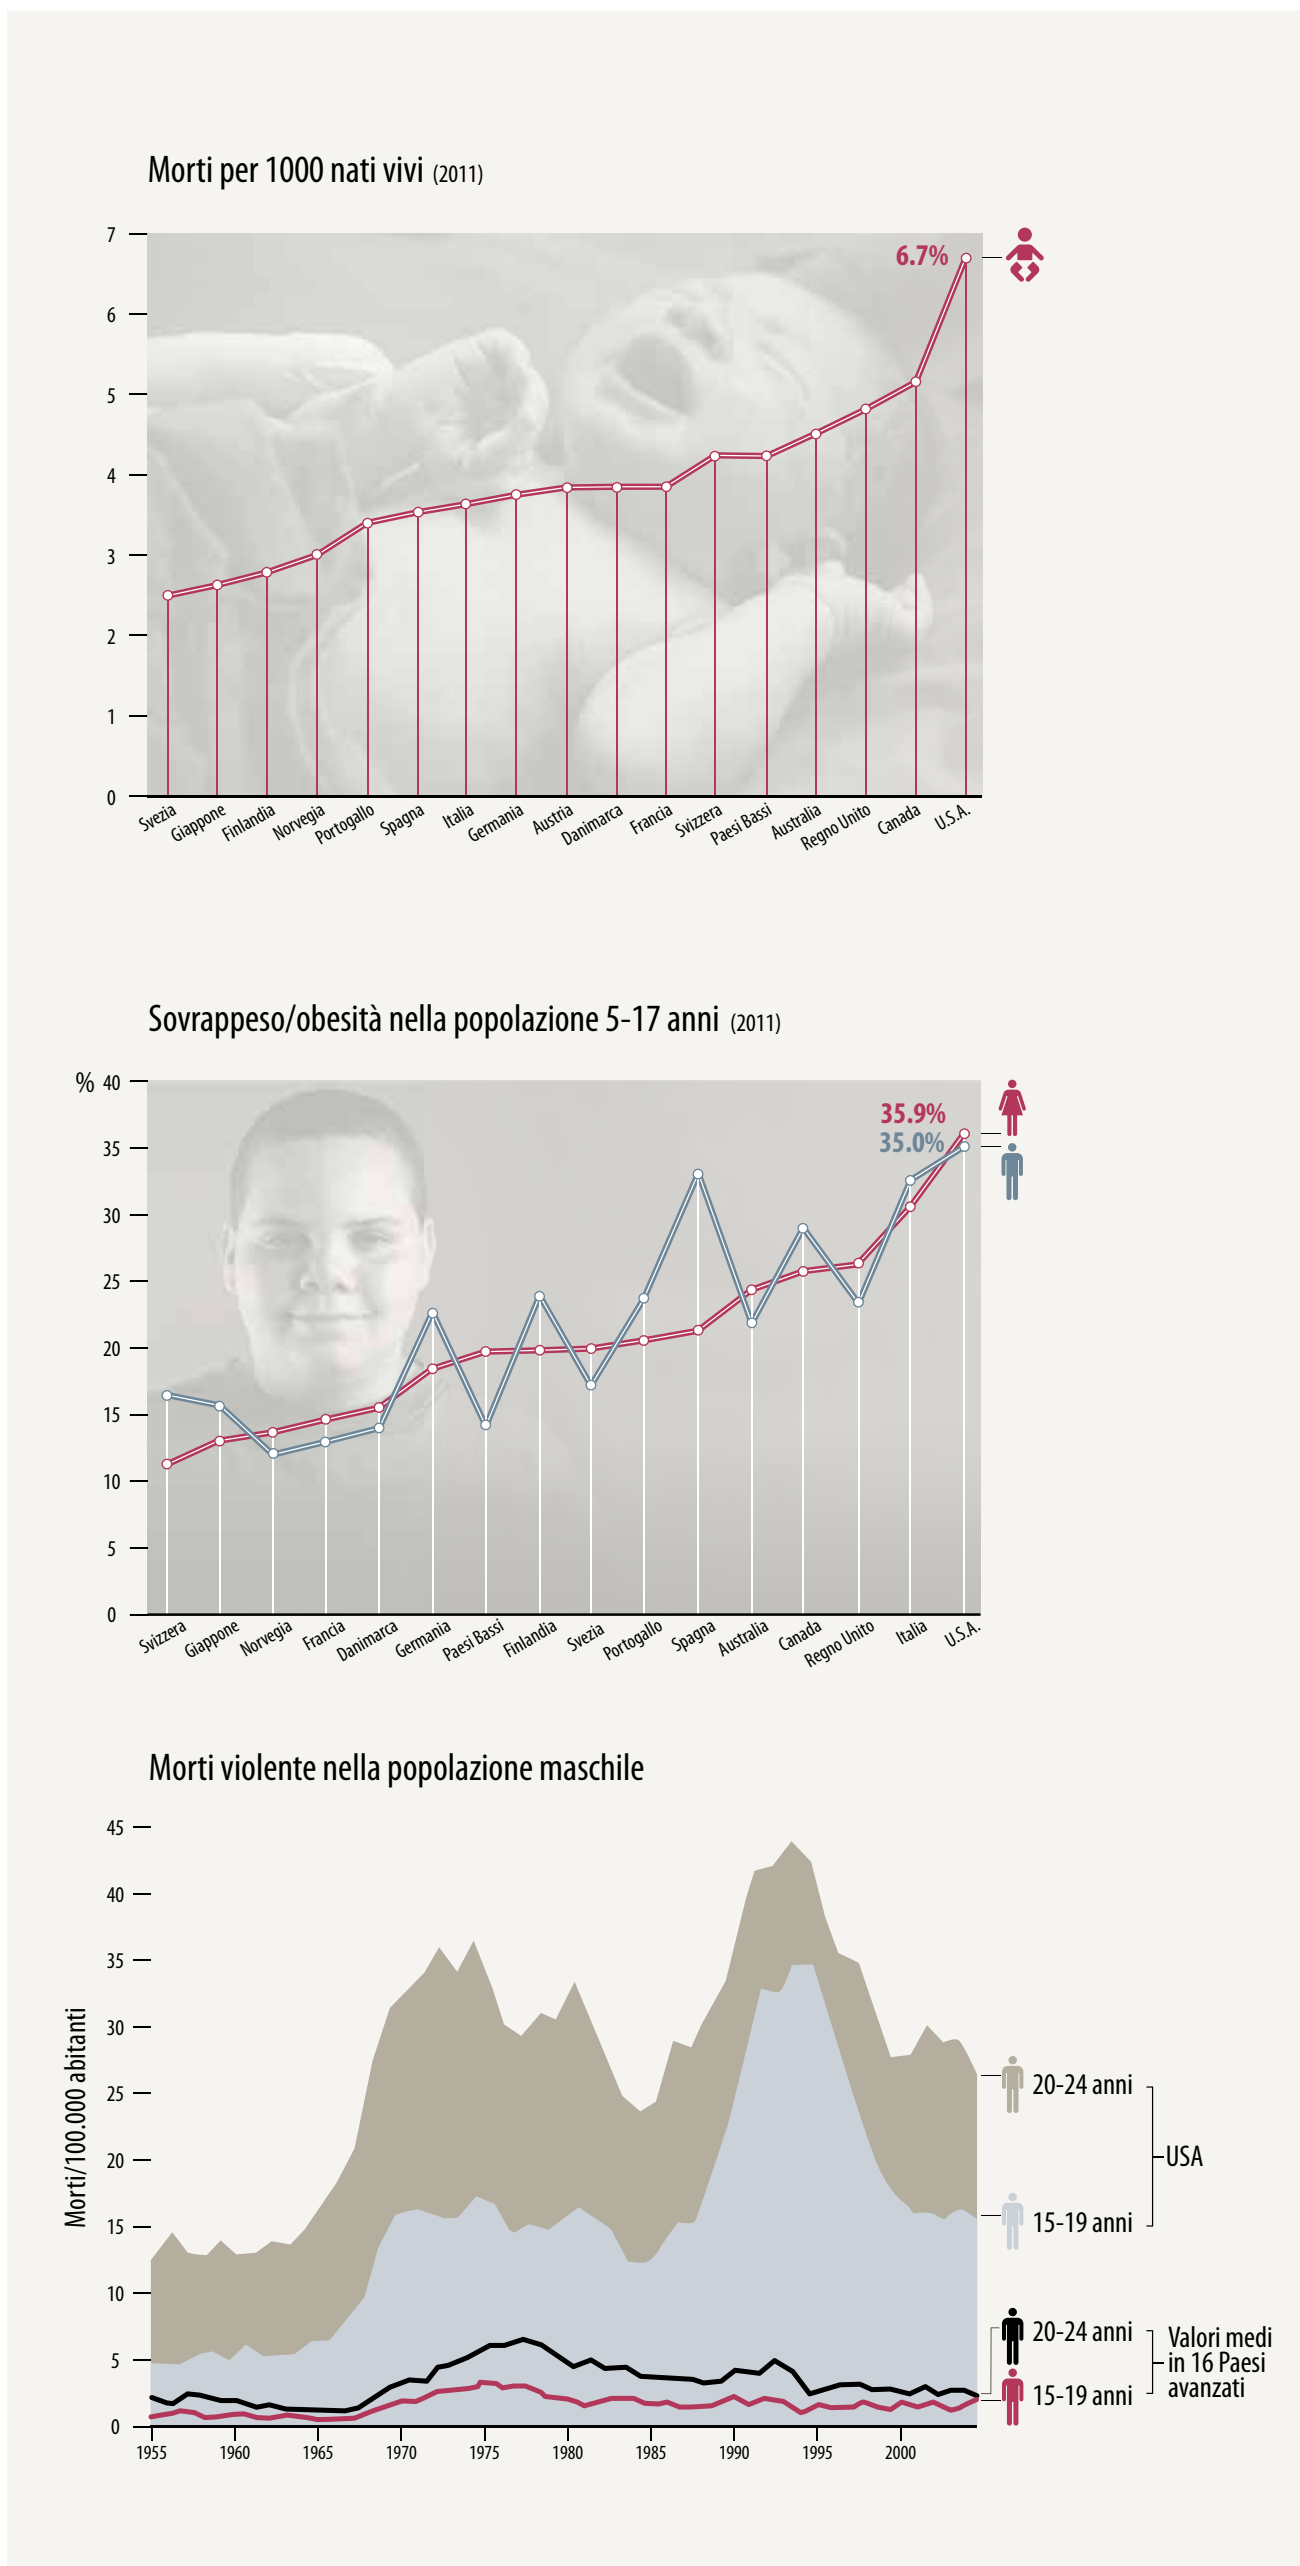 Morti per 1000 nati vivi (2011)
7
6.7%
6
5
4
3
2
1
0
Svezia
Giappone
Finlandia
Norvegia
Portogallo
Spagna
Italia
Germania
Austria
Danimarca
Francia
Svizzera
Paesi Bassi
Australia
Regno Unito
Canada
U.S.A.
Sovrappeso/obesità nella popolazione 5-17 anni (2011)
% 40
35.9%
35.0%
35
30
25
20
15
10
5
0
Svizzera
Giappone
Norvegia
Francia
Danimarca
Germania
Paesi Bassi
Finlandia
Svezia
Portogallo
Spagna
Australia
Canada
Regno Unito
Italia
U.S.A.
Morti violente nella popolazione maschile
Morti/100.000 abitanti
45
40
35
30
25
20
15
10
5
0
1955
1960
1965
1970
1975
1980
1985
1990
1995
2000
20-24 anni
15-19 anni
USA
20-24 anni
15-19 anni
Valori medi
in 16 Paesi
avanzati